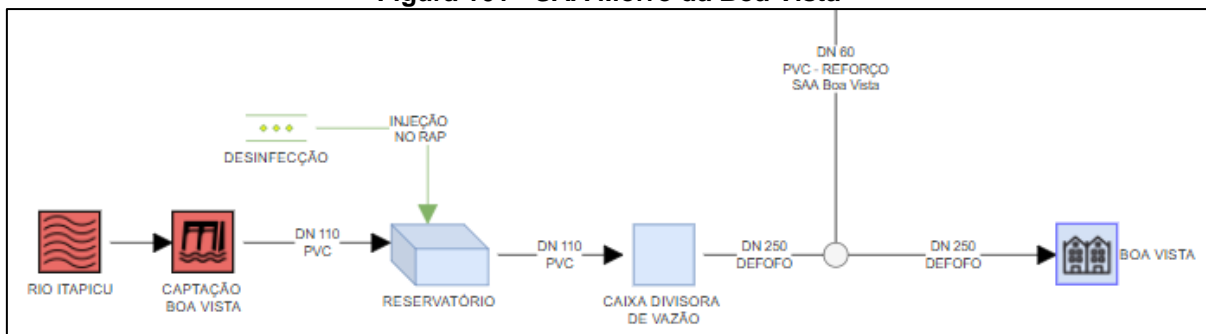 DN 60
PVC - REFORÇO
SAA Boa Vista
INJEÇÃO
NO RAP
DESINFECÇÃO
DN 110
PVC
DN 110
PVC
DN 250
DEFOFO
DN 250
DEFOFO
BOA VISTA
RIO ITAPICU
CAPTAÇÃO
BOA VISTA
RESERVATÓRIO
CAIXA DIVISORA
DE VAZÃO